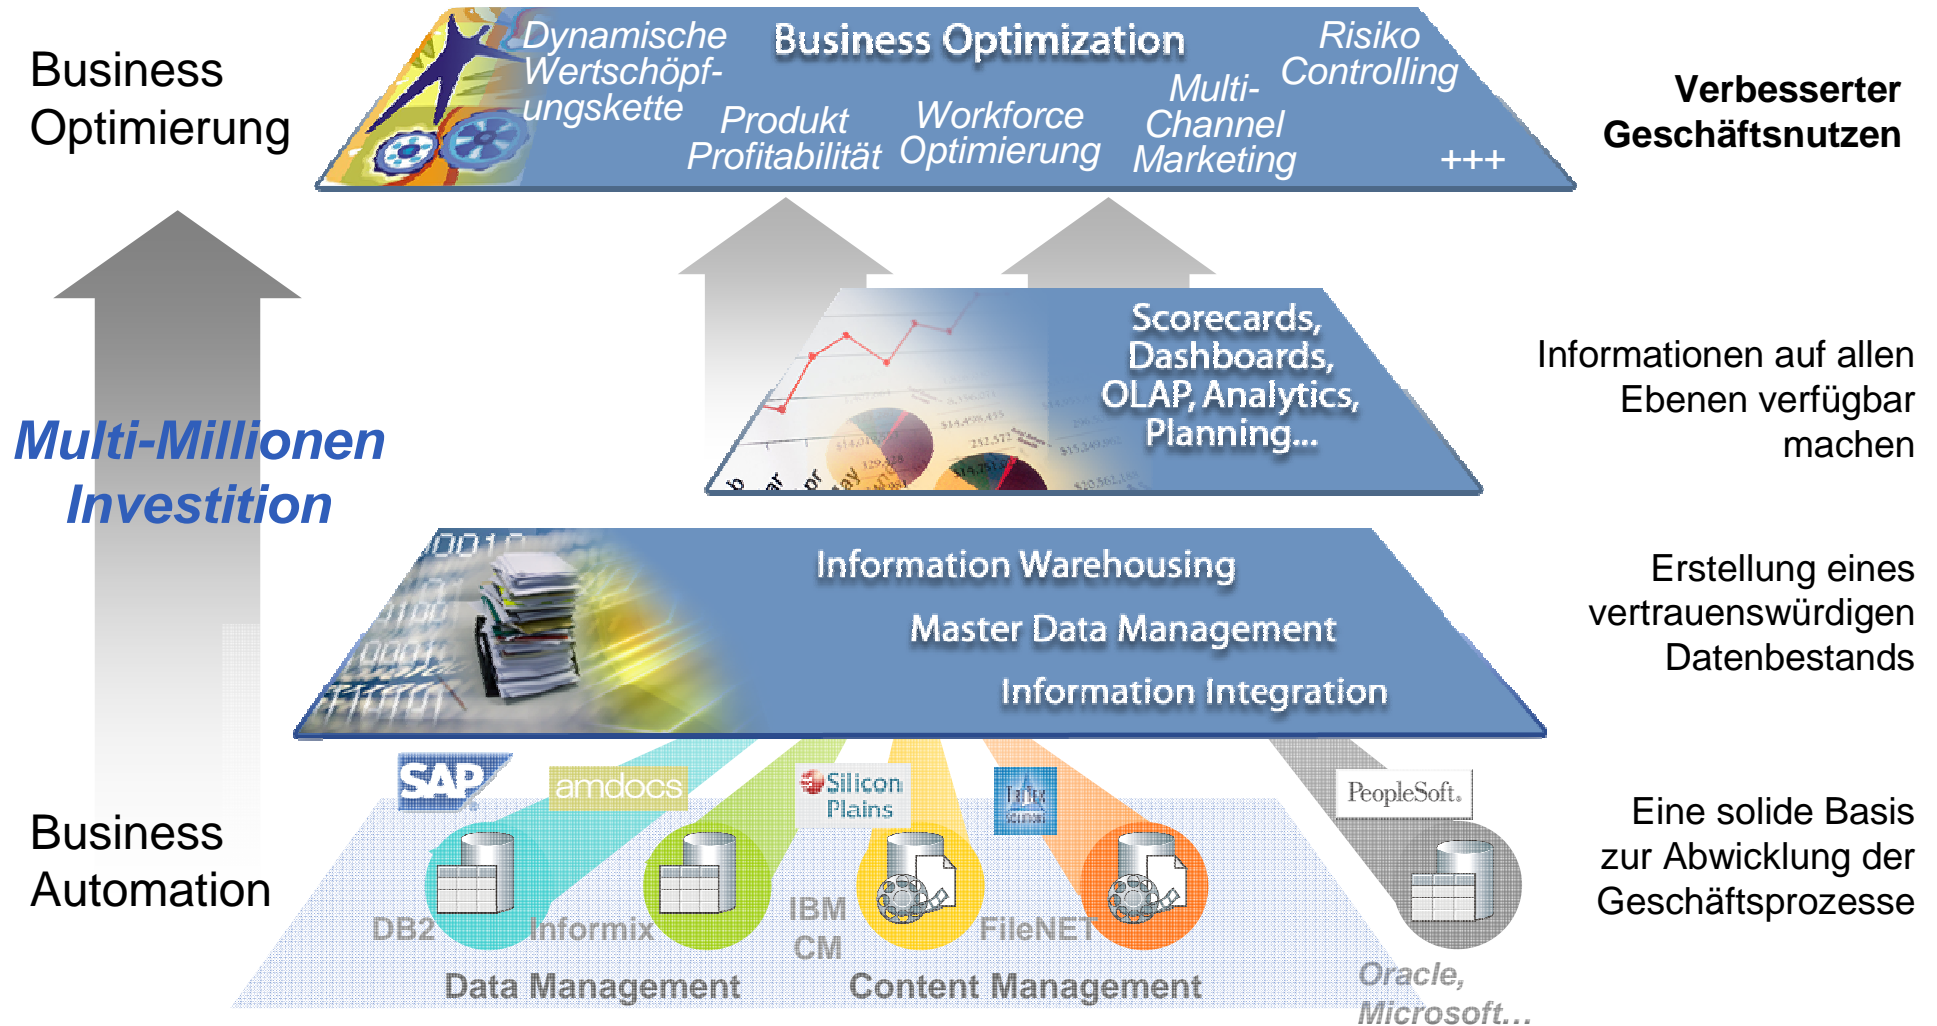 Business
Optimierung
Dynamische
Wertschöpf-
ungskette
Business Optimization
Produkt
Profitabilität
Workforce
Optimierung
Multi-
Channel
Marketing
Risiko
Controlling
+++
Verbesserter
Geschäftsnutzen
Scorecards,
Dashboards,
OLAP, Analytics,
Planning...
Informationen auf allen
Ebenen verfügbar
machen
Multi-Millionen
Investition
Information Warehousing
Master Data Management
Information Integration
Erstellung eines
vertrauenswürdigen
Datenbestands
SAP
amdocs
Silicon
Plains
PeopleSoft.
Business
Automation
DB2
Informix
IBM
CM
FileNET
Data Management
Content Management
Oracle,
Microsoft...
Eine solide Basis
zur Abwicklung der
Geschäftsprozesse